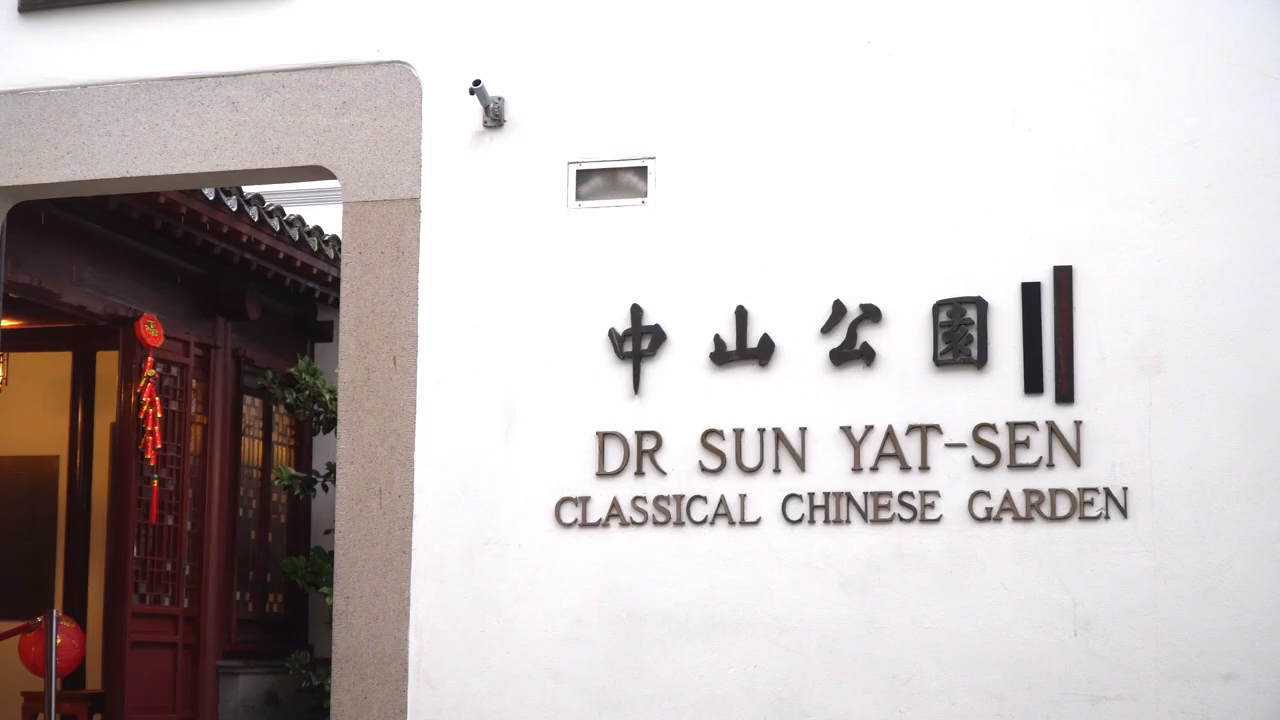 中山公園
DR SUN YAT-SEN
CLASSICAL CHINESE GARDEN